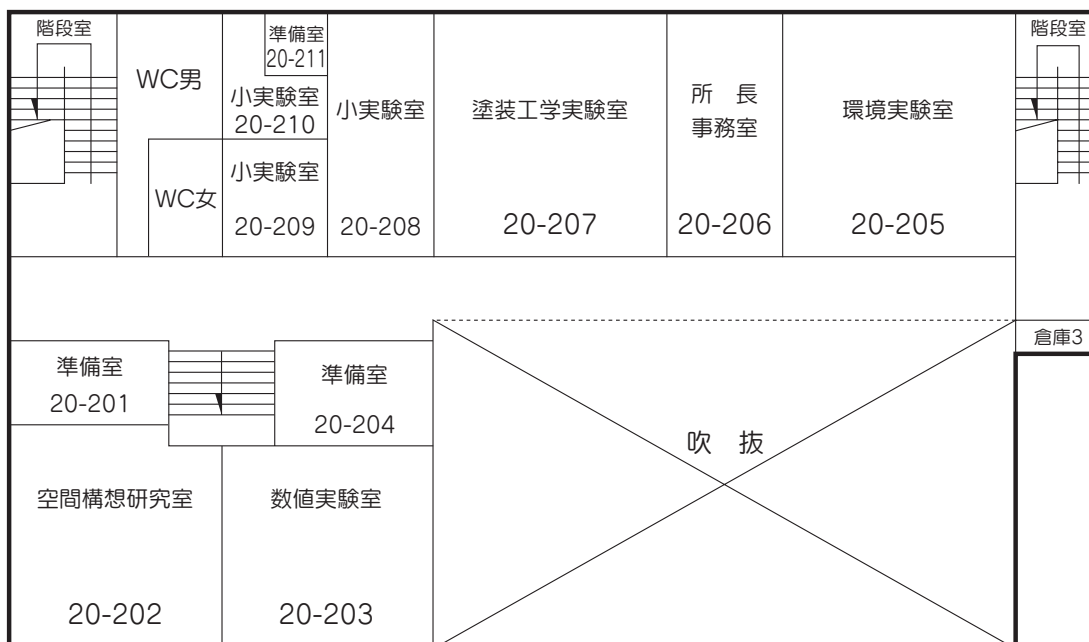 階段室
WC男
準備室
20-211
小実験室
20-210
小実験室
20-208
塗装工学実験室
20-207
所　長
事務室
20-206
環境実験室
20-205
階段室
WC女
小実験室
20-209
倉庫3
準備室
20-201
準備室
20-204
吹　抜
空間構想研究室
20-202
数値実験室
20-203